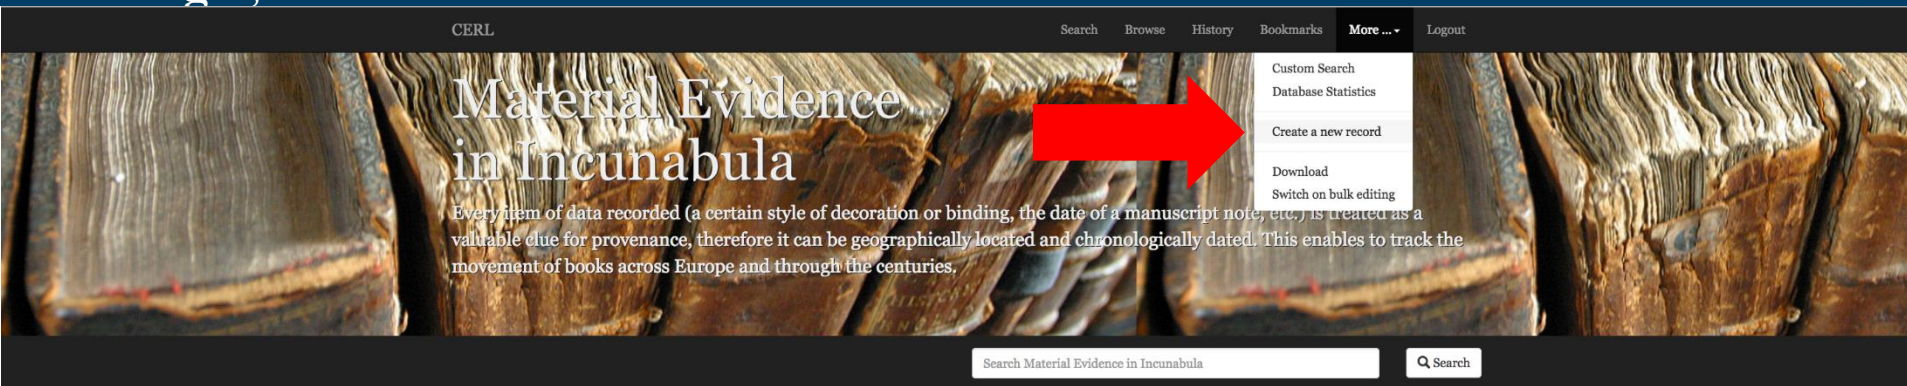 CERL
Search Browse History Bookmarks More ... Logout
Custom Search
Database Statistics
Create a new record
Download
Switch on bulk editing
Material Evidence
in Incunabula
Every item of data recorded (a certain style of decoration or binding, the date of a manuscript note, etc.) is treated as a
valuable clue for provenance, therefore it can be geographically located and chronologically dated. This enables to track the
movement of books across Europe and through the centuries.
Search Material Evidence in Incunabula
Search